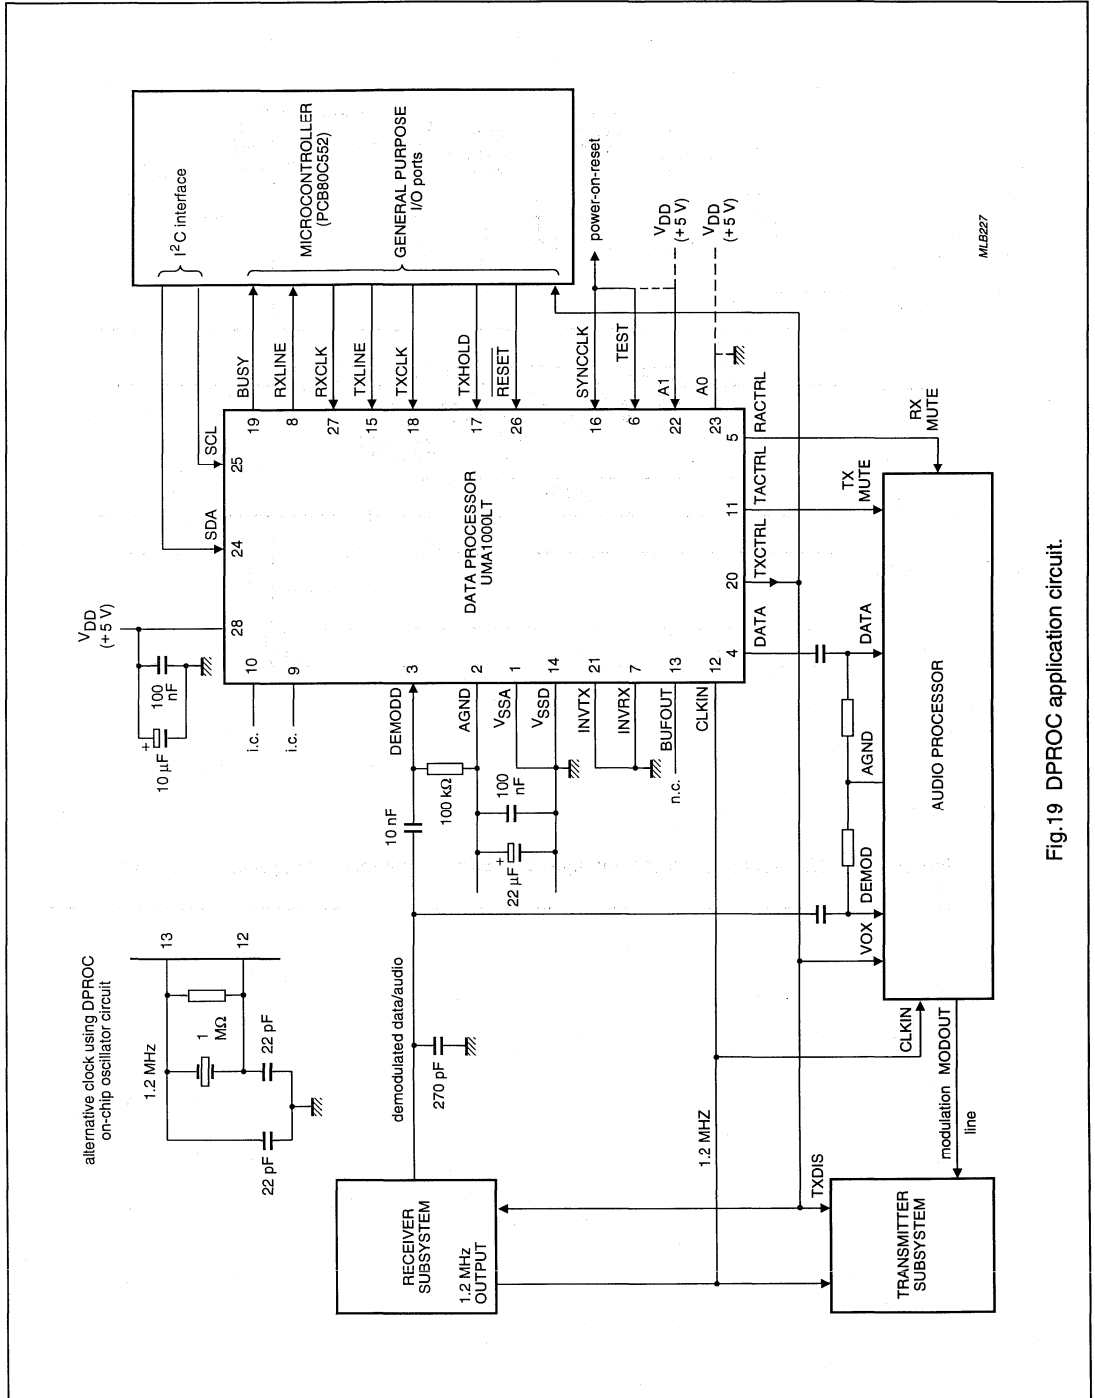 alternative clock using DPROC
on-chip oscillator circuit
1.2 MHz
13
12
1
MΩ
22 pF
22 pF
VDD
(+5 V)
10 µF
+
100
nF
i.c.
10
i.c.
9
28
SDA
24
SCL
25
I²C interface
MICROCONTROLLER
(PCB80C552)
GENERAL PURPOSE
I/O ports
BUSY
19
RXLINE
8
RXCLK
27
TXLINE
15
TXCLK
18
TXHOLD
17
RESET
26
SYNCCLK
16
TEST
6
A1
22
A0
23
power-on-reset
VDD
(+5 V)
VDD
(+5 V)
DATA PROCESSOR
UMA1000LT
DEMODD
3
AGND
2
VSSA
1
VSSD
14
INVTX
21
INVRX
7
BUFOUT
13
n.c.
CLKIN
12
10 nF
100 kΩ
100
nF
22 µF
+
DATA
4
TXCTRL
20
TACTRL
11
RACTRL
5
RX
MUTE
TX
MUTE
DATA
AGND
DEMOD
VOX
AUDIO PROCESSOR
CLKIN
MODOUT
modulation
line
demodulated data/audio
270 pF
1.2 MHZ
TXDIS
RECEIVER
SUBSYSTEM
1.2 MHz
OUTPUT
TRANSMITTER
SUBSYSTEM
MLB227
Fig.19 DPROC application circuit.